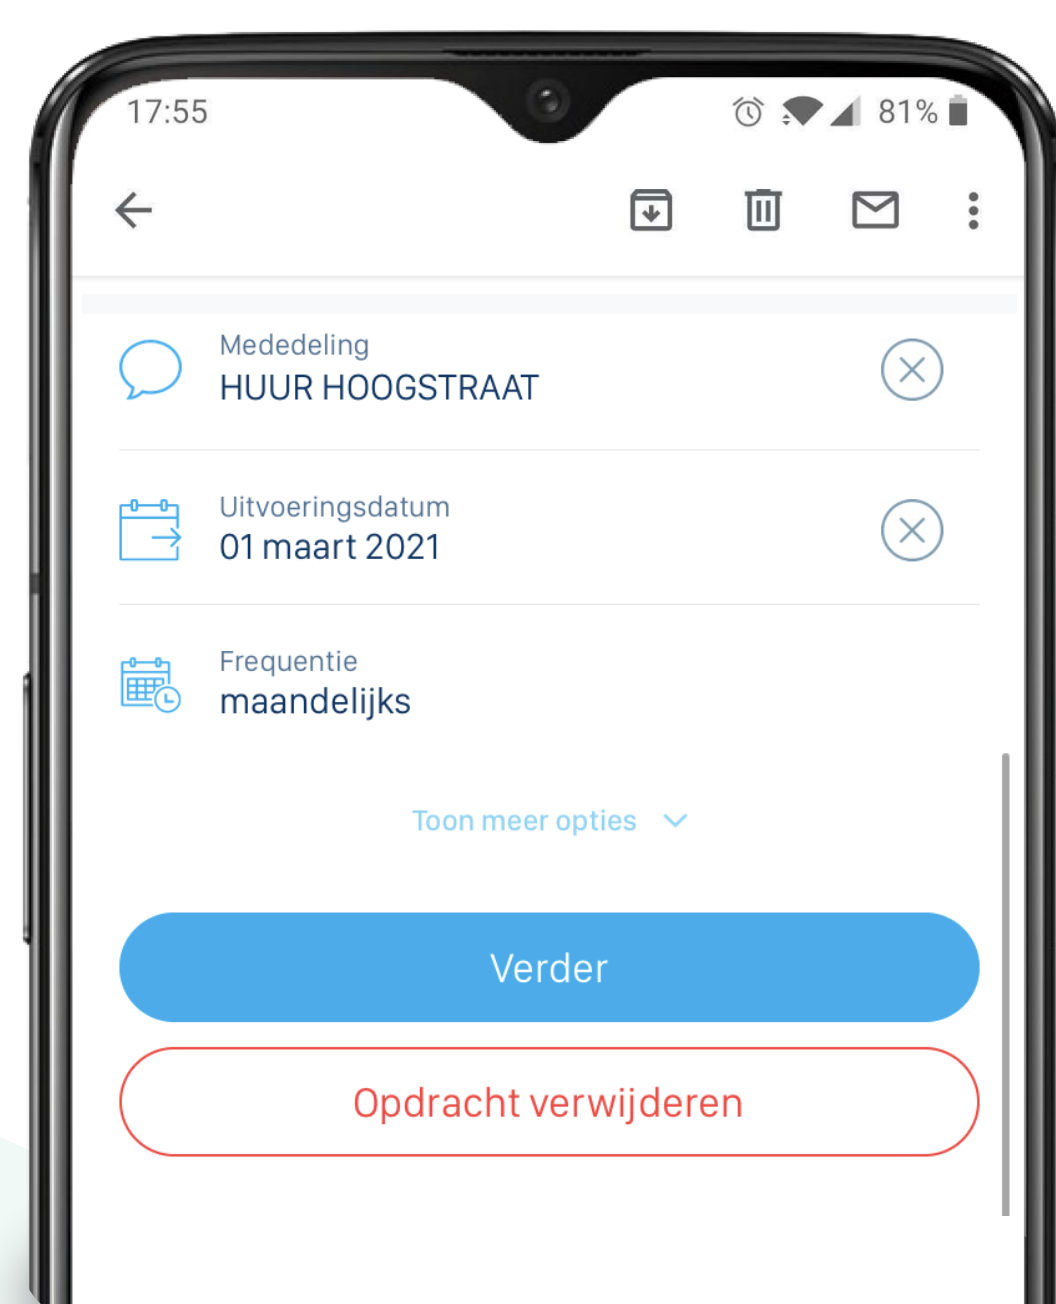 17:55 81%
Mededeling
HUUR HOOGSTRAAT
Uitvoeringsdatum
01 maart 2021
Frequentie
maandelijks
Toon meer opties
Verder
Opdracht verwijderen